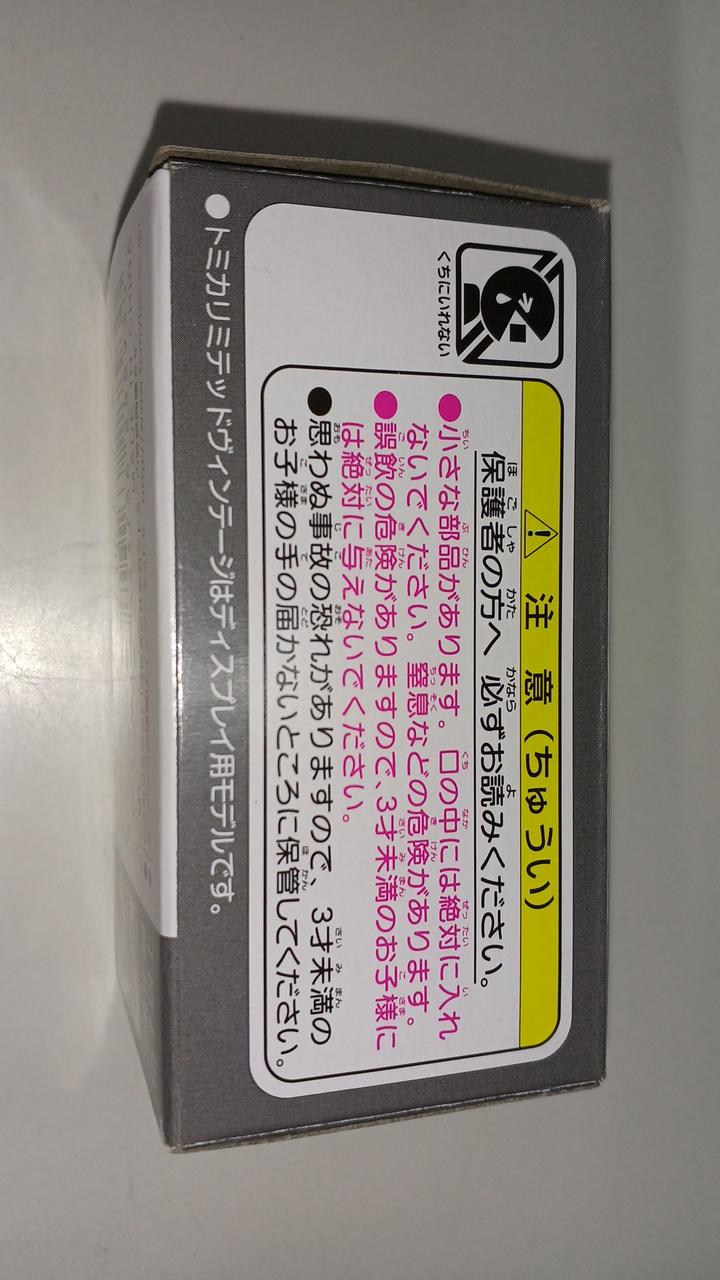 くちにいれない
注 意（ちゅうい）
保護者の方へ 必ずお読みください。
●小さな部品があります。口の中には絶対に入れ
ないでください。窒息などの危険があります。
●誤飲の危険がありますので、3才未満のお子様に
は絶対に与えないでください。
●思わぬ事故の恐れがありますので、3才未満の
お子様の手の届かないところに保管してください。
●トミカリミテッドヴィンテージはディスプレイ用モデルです。